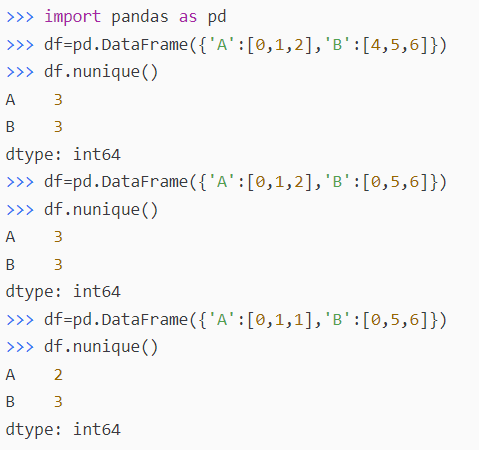 >>> import pandas as pd
>>> df=pd.DataFrame({'A':[0,1,2],'B':[4,5,6]})
>>> df.nunique()
A    3
B    3
dtype: int64
>>> df=pd.DataFrame({'A':[0,1,2],'B':[0,5,6]})
>>> df.nunique()
A    3
B    3
dtype: int64
>>> df=pd.DataFrame({'A':[0,1,1],'B':[0,5,6]})
>>> df.nunique()
A    2
B    3
dtype: int64